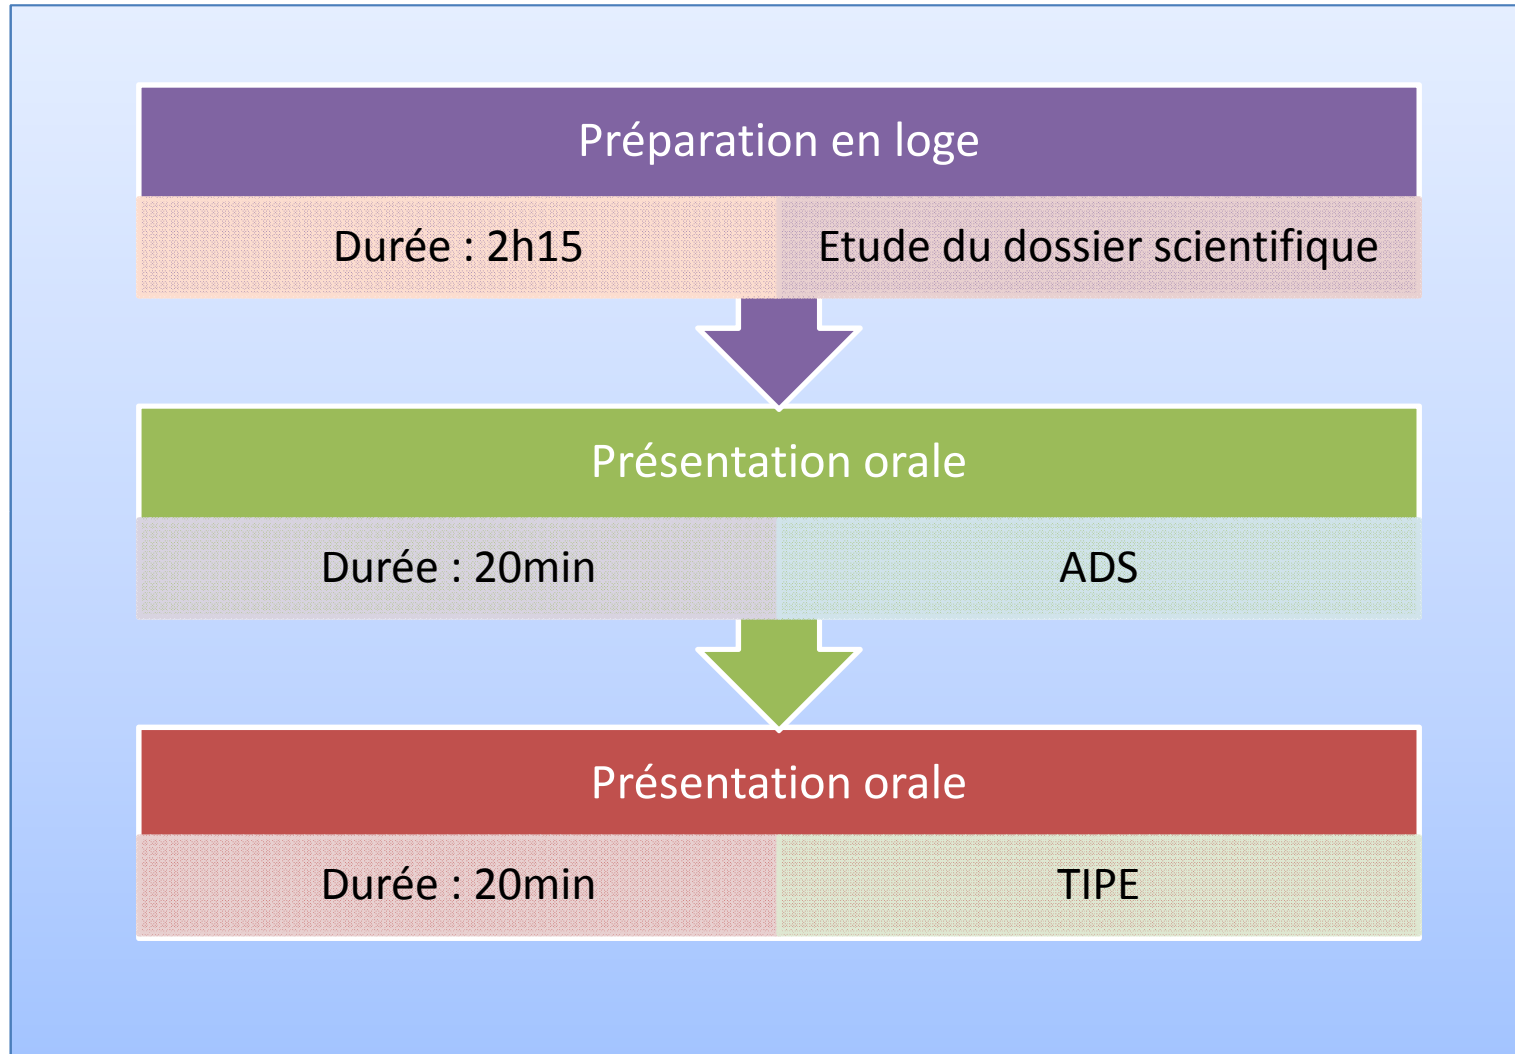 Préparation en loge
Durée : 2h15
Etude du dossier scientifique
Présentation orale
Durée : 20min
ADS
Présentation orale
Durée : 20min
TIPE